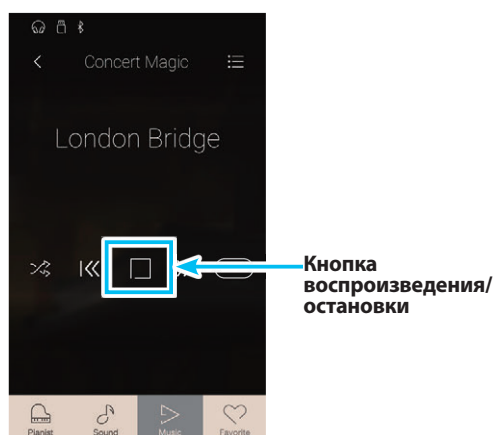 Concert Magic
London Bridge
Кнопка
воспроизведения/
остановки
Pianist
Sound
Music
Favorite